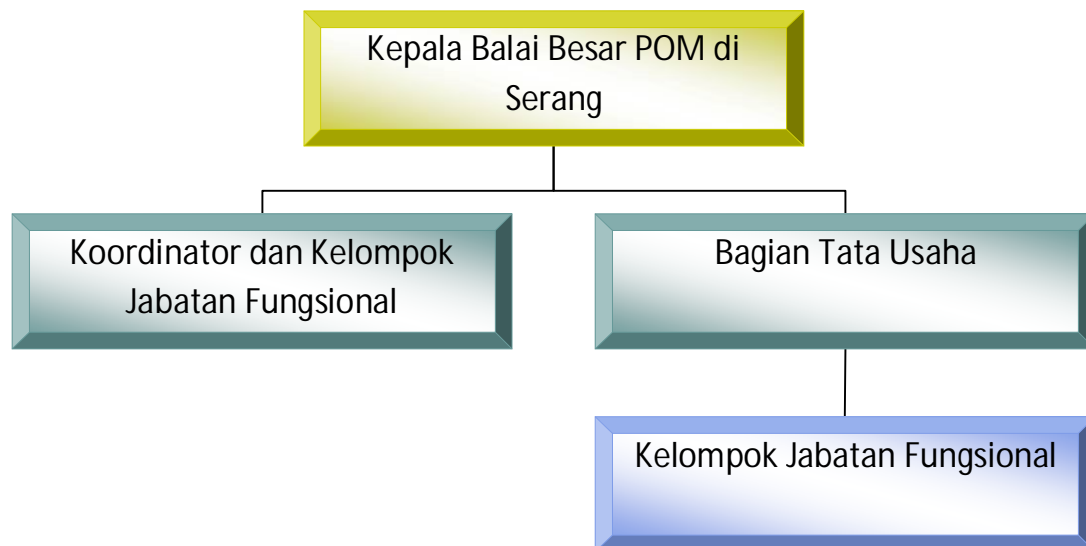 Kepala Balai Besar POM di
Serang
Koordinator dan Kelompok
Jabatan Fungsional
Bagian Tata Usaha
Kelompok Jabatan Fungsional